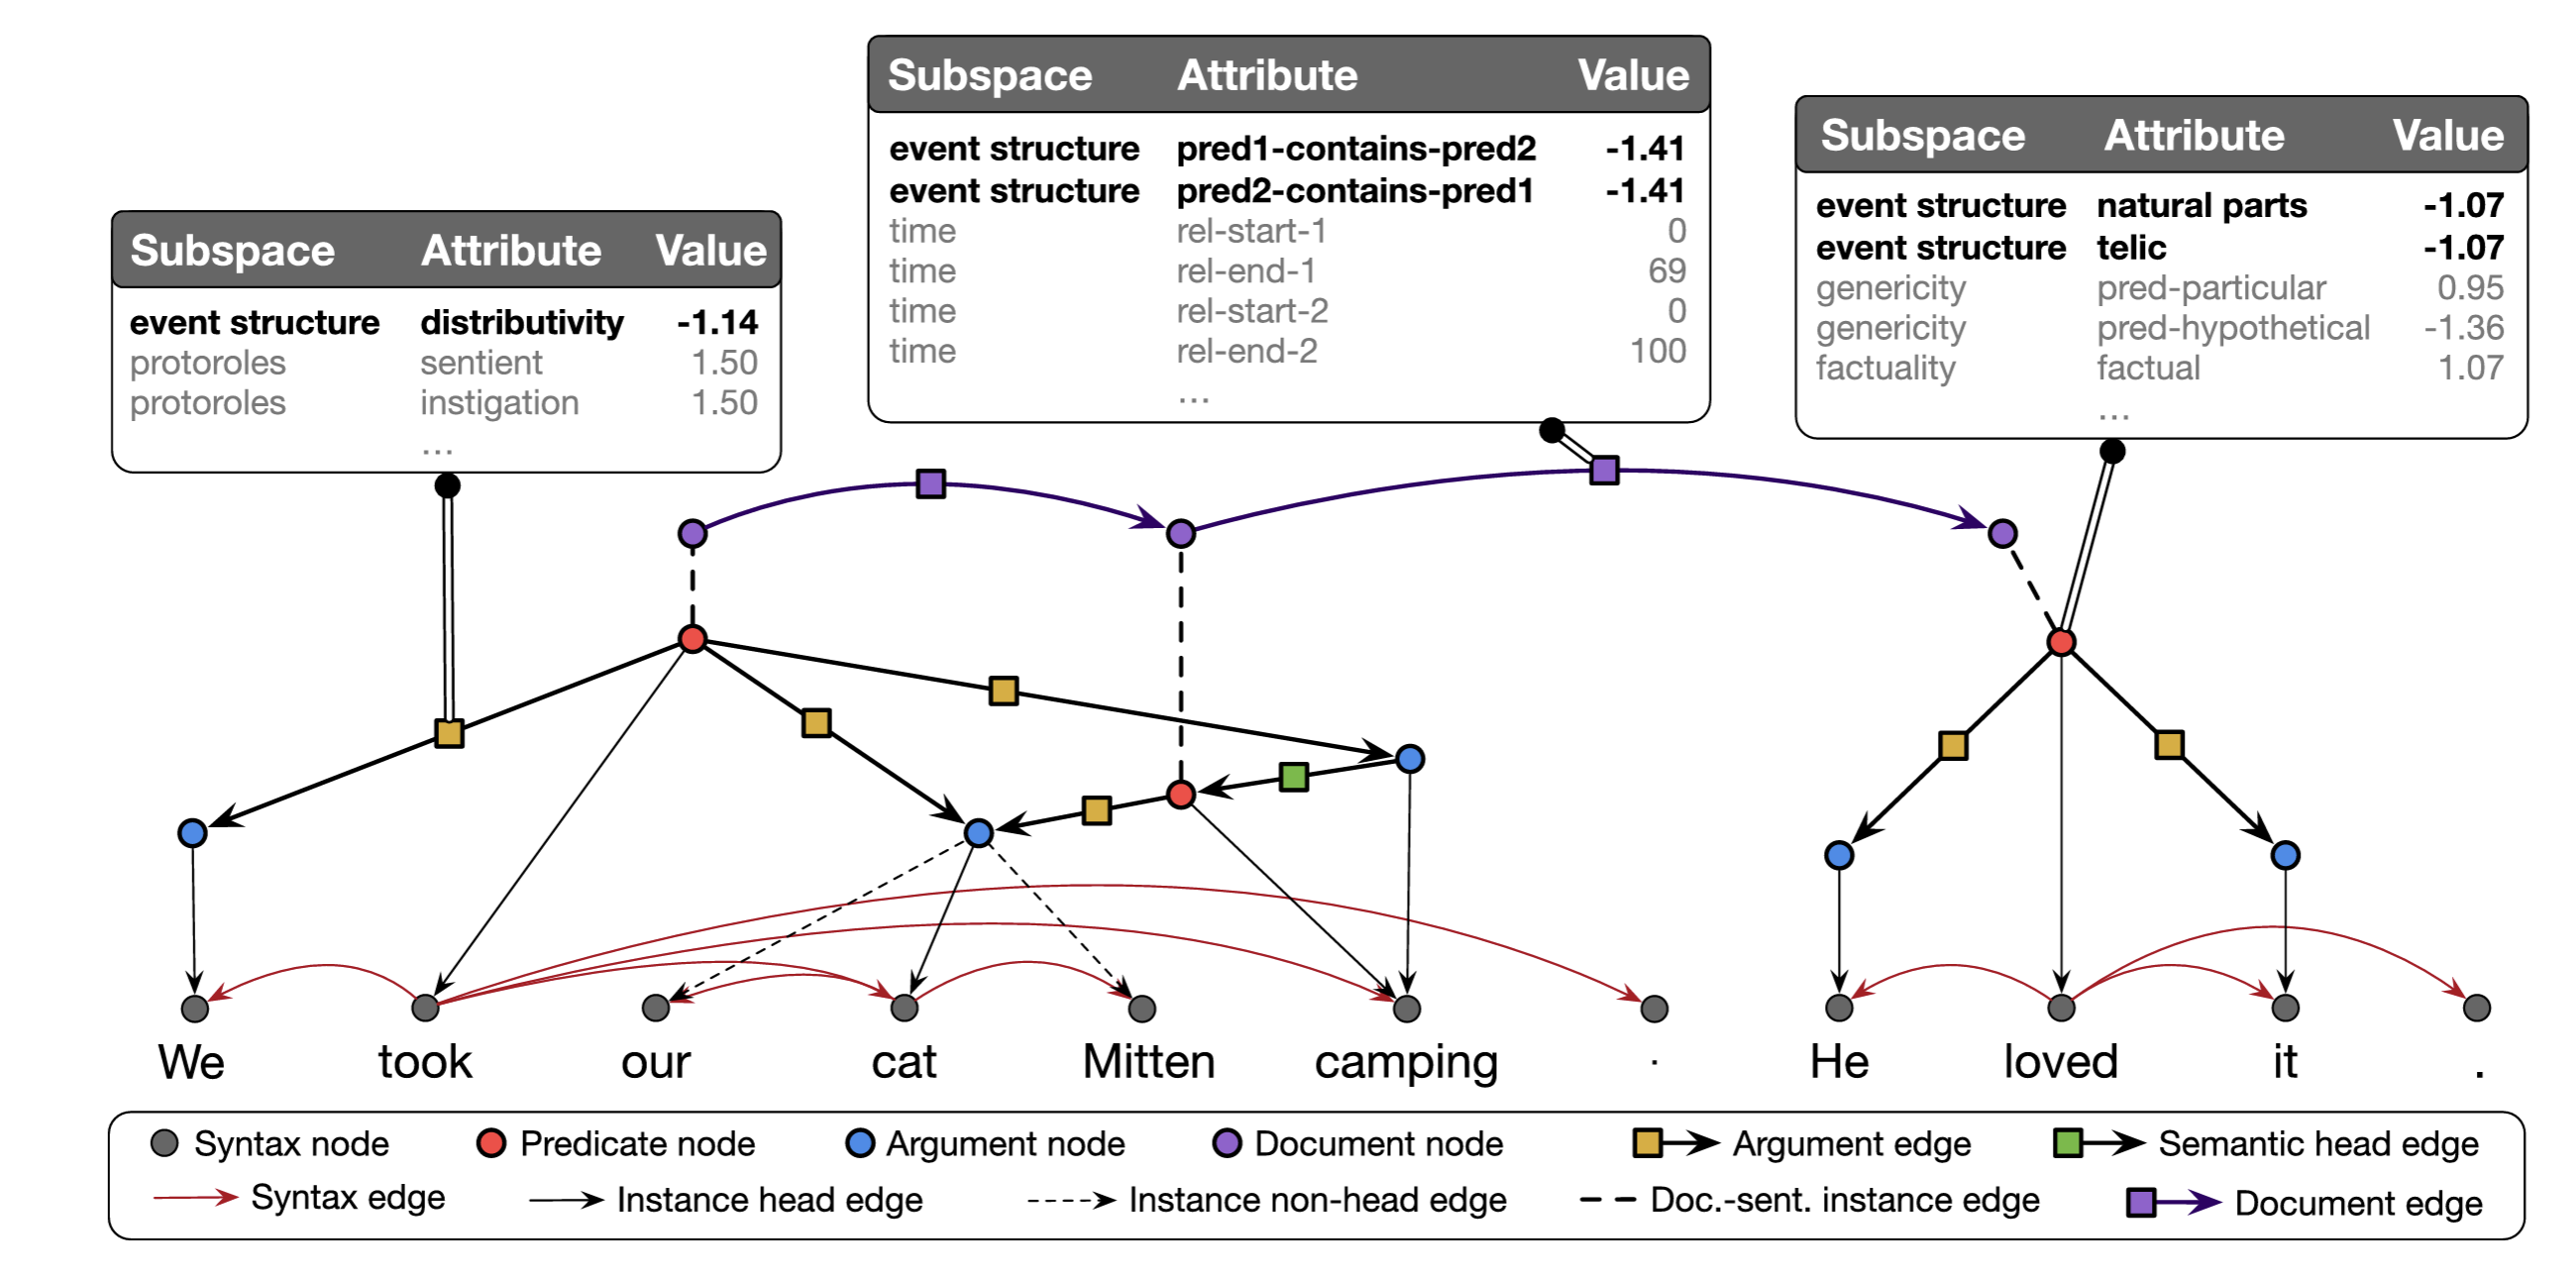 Subspace Attribute Value
event structure distributivity -1.14
protoroles sentient 1.50
protoroles instigation 1.50
...
Subspace Attribute Value
event structure pred1-contains-pred2 -1.41
event structure pred2-contains-pred1 -1.41
time rel-start-1 0
time rel-end-1 69
time rel-start-2 0
time rel-end-2 100
...
Subspace Attribute Value
event structure natural parts -1.07
event structure telic -1.07
genericity pred-particular 0.95
genericity pred-hypothetical -1.36
factuality factual 1.07
...
We took our cat Mitten camping . He loved it .
Syntax node Predicate node Argument node Document node Argument edge Semantic head edge
Syntax edge Instance head edge Instance non-head edge Doc.-sent. instance edge Document edge